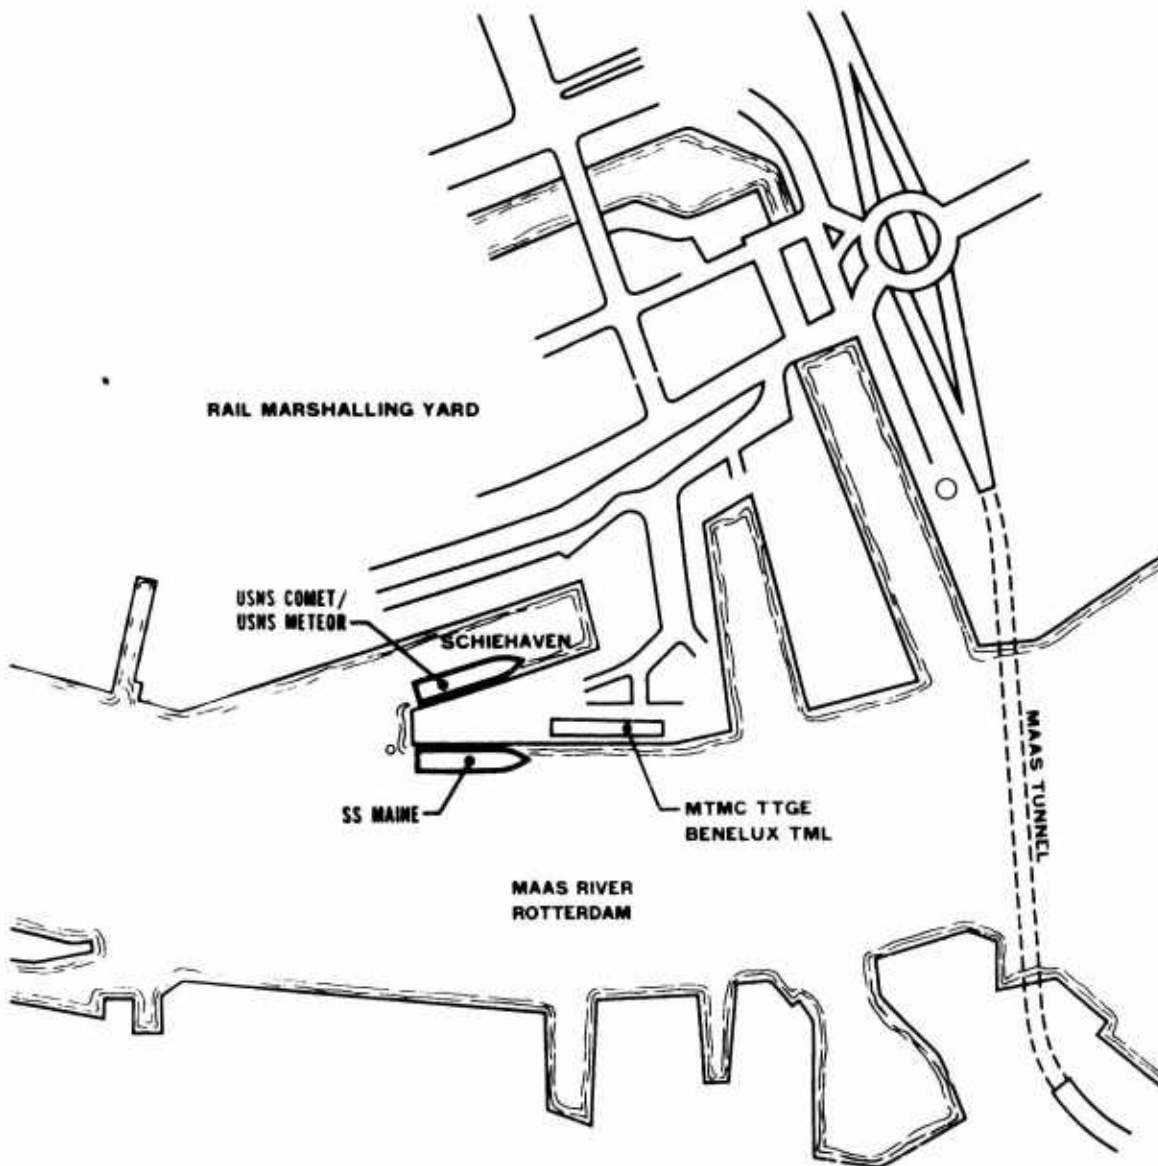 RAIL MARSHALLING YARD
USNS COMET/
USNS METEOR
SCHIEHAVEN
SS MAINE
MTMC TTGE
BENELUX TML
MAAS TUNNEL
MAAS RIVER
ROTTERDAM